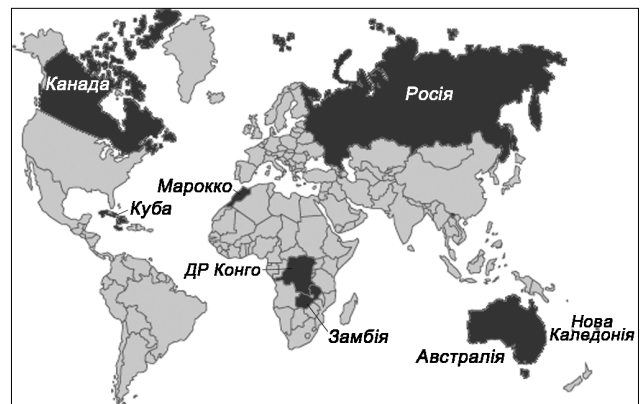 Канада
Росія
Марокко
Куба
ДР Конго
Замбія
Нова
Каледонія
Австралія